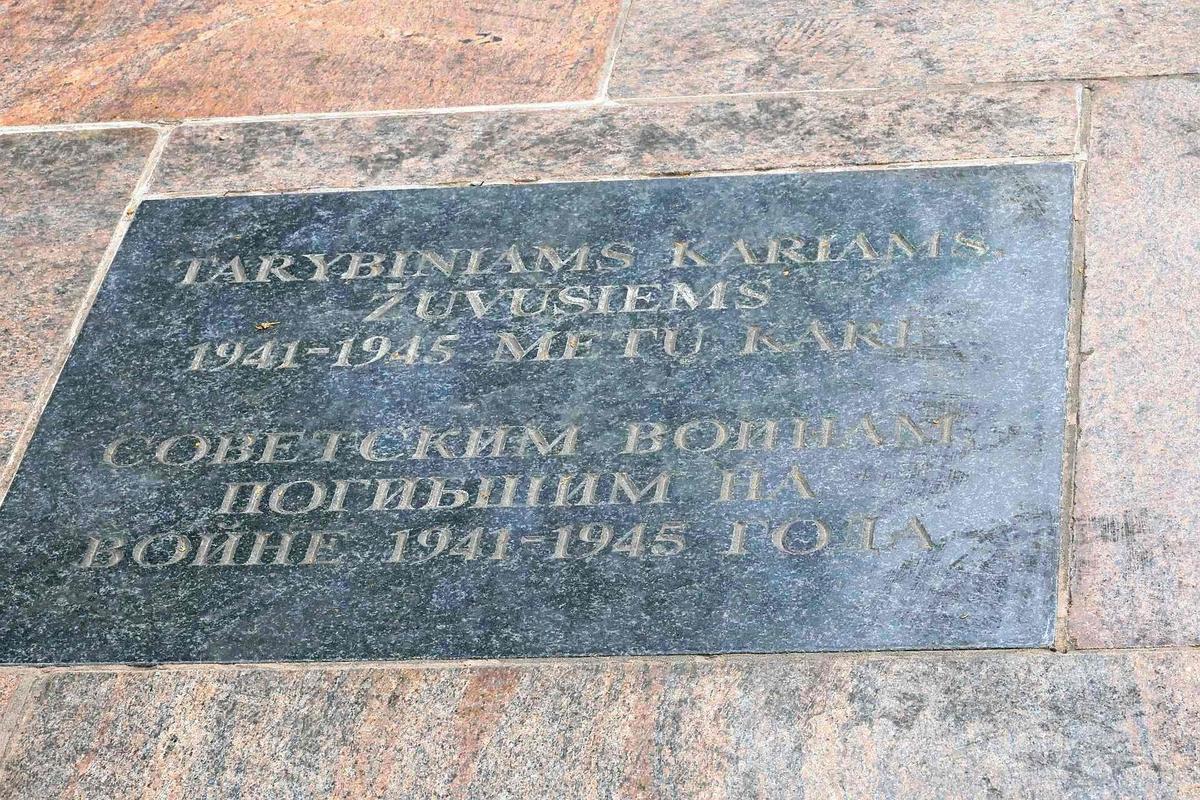 TARYBINIAMS KARIAMS,
ŽUVUSIEMS
1941-1945 METŲ KARE
СОВЕТСКИМ ВОИНАМ,
ПОГИБШИМ НА
ВОЙНЕ 1941-1945 ГОДА